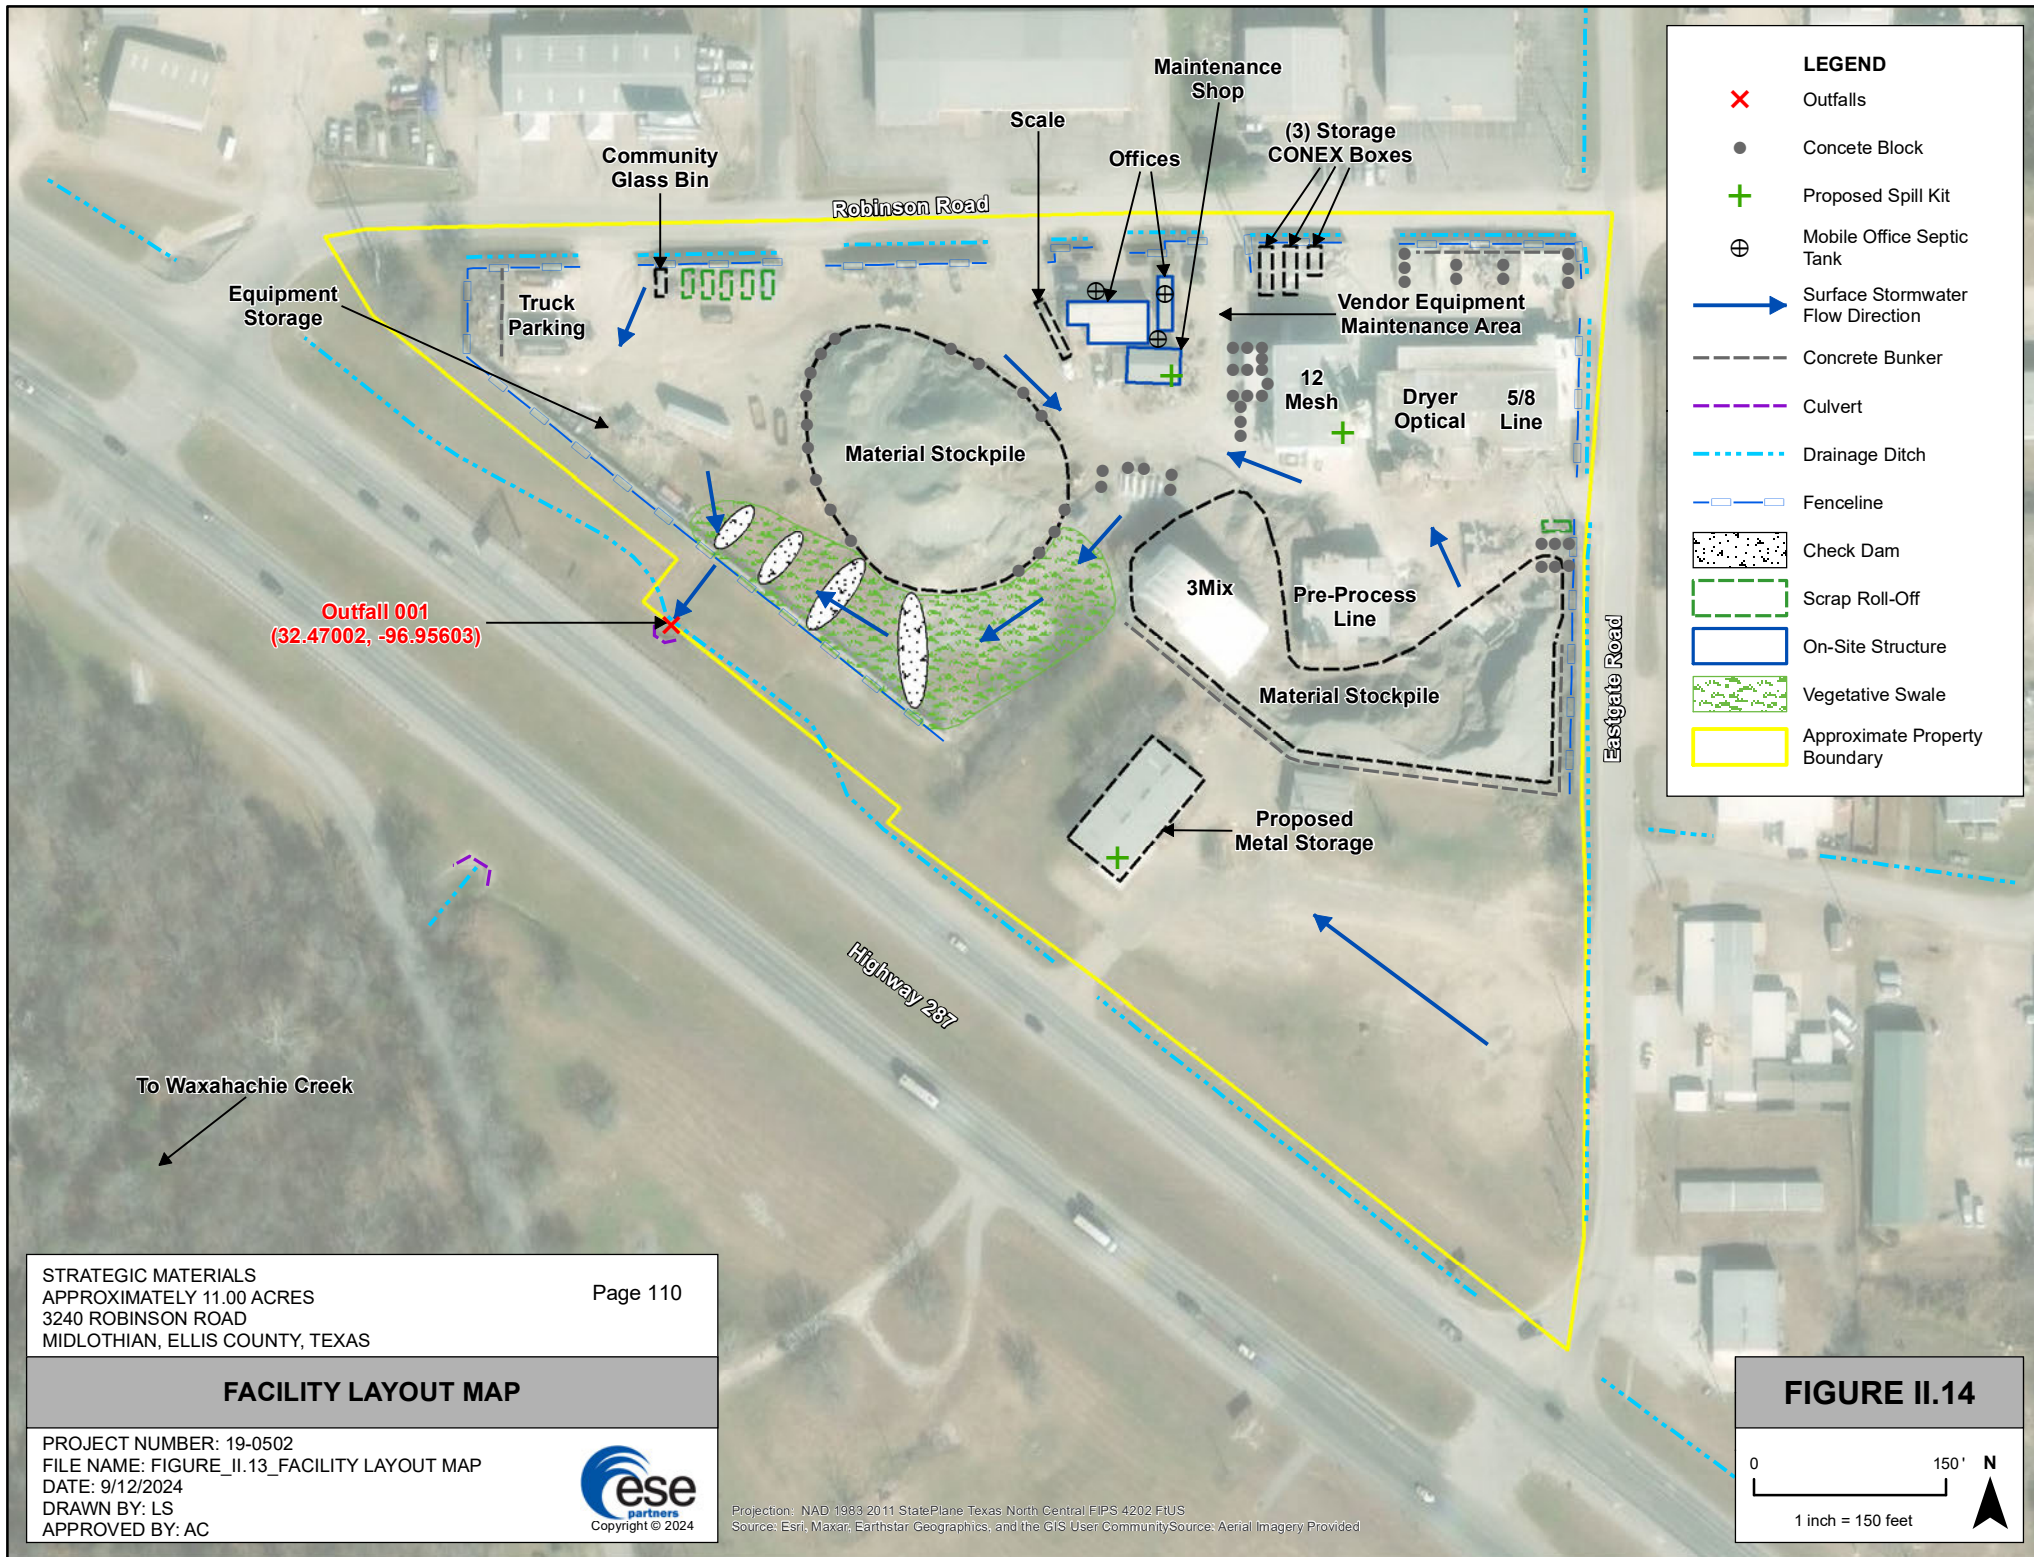 Maintenance
Shop
Scale
(3) Storage
CONEX Boxes
Community
Glass Bin
Offices
Robinson Road
Equipment
Storage
Truck
Parking
Vendor Equipment
Maintenance Area
12
Mesh
Dryer
Optical
5/8
Line
Material Stockpile
3Mix
Pre-Process
Line
Outfall 001
(32.47002, -96.95603)
Material Stockpile
Eastgate Road
Proposed
Metal Storage
Highway 287
To Waxahachie Creek
LEGEND
Outfalls
Concete Block
Proposed Spill Kit
Mobile Office Septic
Tank
Surface Stormwater
Flow Direction
Concrete Bunker
Culvert
Drainage Ditch
Fenceline
Check Dam
Scrap Roll-Off
On-Site Structure
Vegetative Swale
Approximate Property
Boundary
STRATEGIC MATERIALS
APPROXIMATELY 11.00 ACRES
3240 ROBINSON ROAD
MIDLOTHIAN, ELLIS COUNTY, TEXAS
Page 110
FACILITY LAYOUT MAP
PROJECT NUMBER: 19-0502
FILE NAME: FIGURE_II.13_FACILITY LAYOUT MAP
DATE: 9/12/2024
DRAWN BY: LS
APPROVED BY: AC
ese
partners
Copyright © 2024
Projection: NAD 1983 2011 StatePlane Texas North Central FIPS 4202 FtUS
Source: Esri, Maxar, Earthstar Geographics, and the GIS User CommunitySource: Aerial Imagery Provided
FIGURE II.14
0 150' N
1 inch = 150 feet